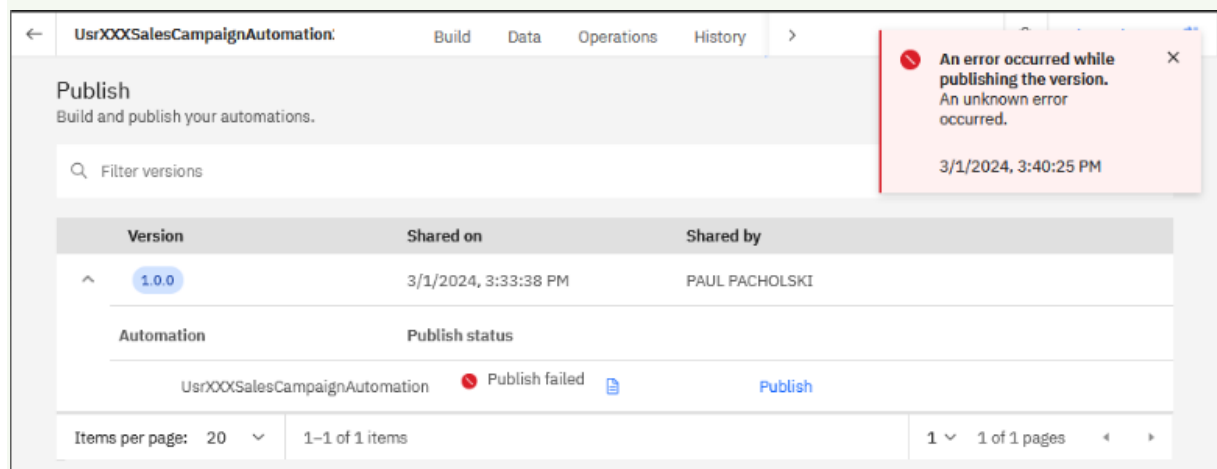 UsrXXXSalesCampaignAutomation:
Build Data Operations History
Publish
Build and publish your automations.
Filter versions
An error occurred while
publishing the version.
An unknown error
occurred.
3/1/2024, 3:40:25 PM
Version Shared on Shared by
1.0.0 3/1/2024, 3:33:38 PM PAUL PACHOLSKI
Automation Publish status
UsrXXXSalesCampaignAutomation Publish failed Publish
Items per page: 20 1–1 of 1 items 1 1 of 1 pages